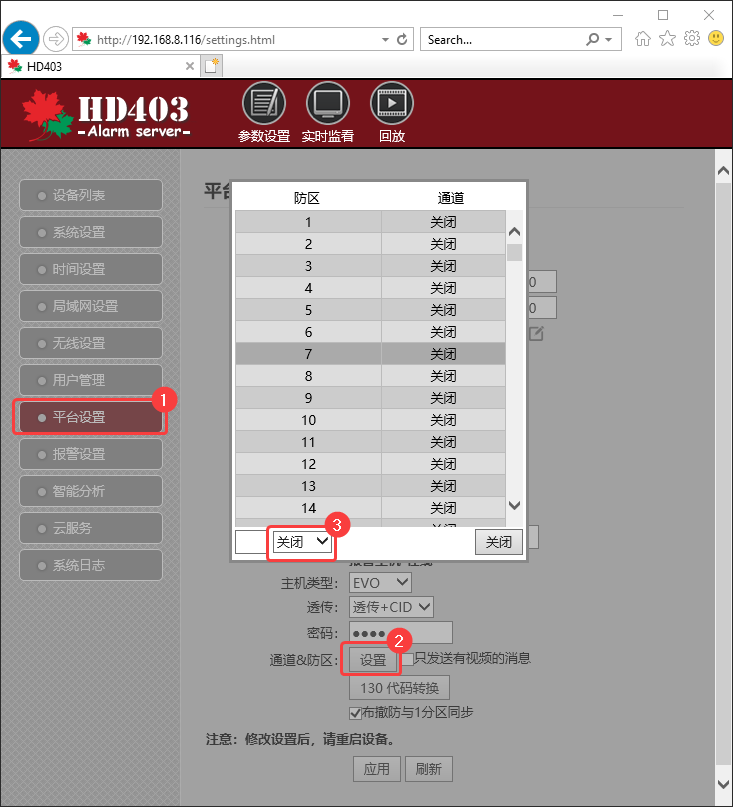 http://192.168.8.116/settings.html
Search...
HD403
HD403
-Alarm server-
参数设置
实时监看
回放
设备列表
系统设置
时间设置
局域网设置
无线设置
用户管理
1
平台设置
报警设置
智能分析
云服务
系统日志
平台
防区 通道
1 关闭
2 关闭
3 关闭
4 关闭
5 关闭
6 关闭
7 关闭
8 关闭
9 关闭
10 关闭
11 关闭
12 关闭
13 关闭
14 关闭
0
0
3
关闭
关闭
主机类型: EVO
透传: 透传+CID
密码: ●●●●
2
通道&防区: 设置 只发送有视频的消息
130 代码转换
布撤防与1分区同步
注意：修改设置后，请重启设备。
应用 刷新